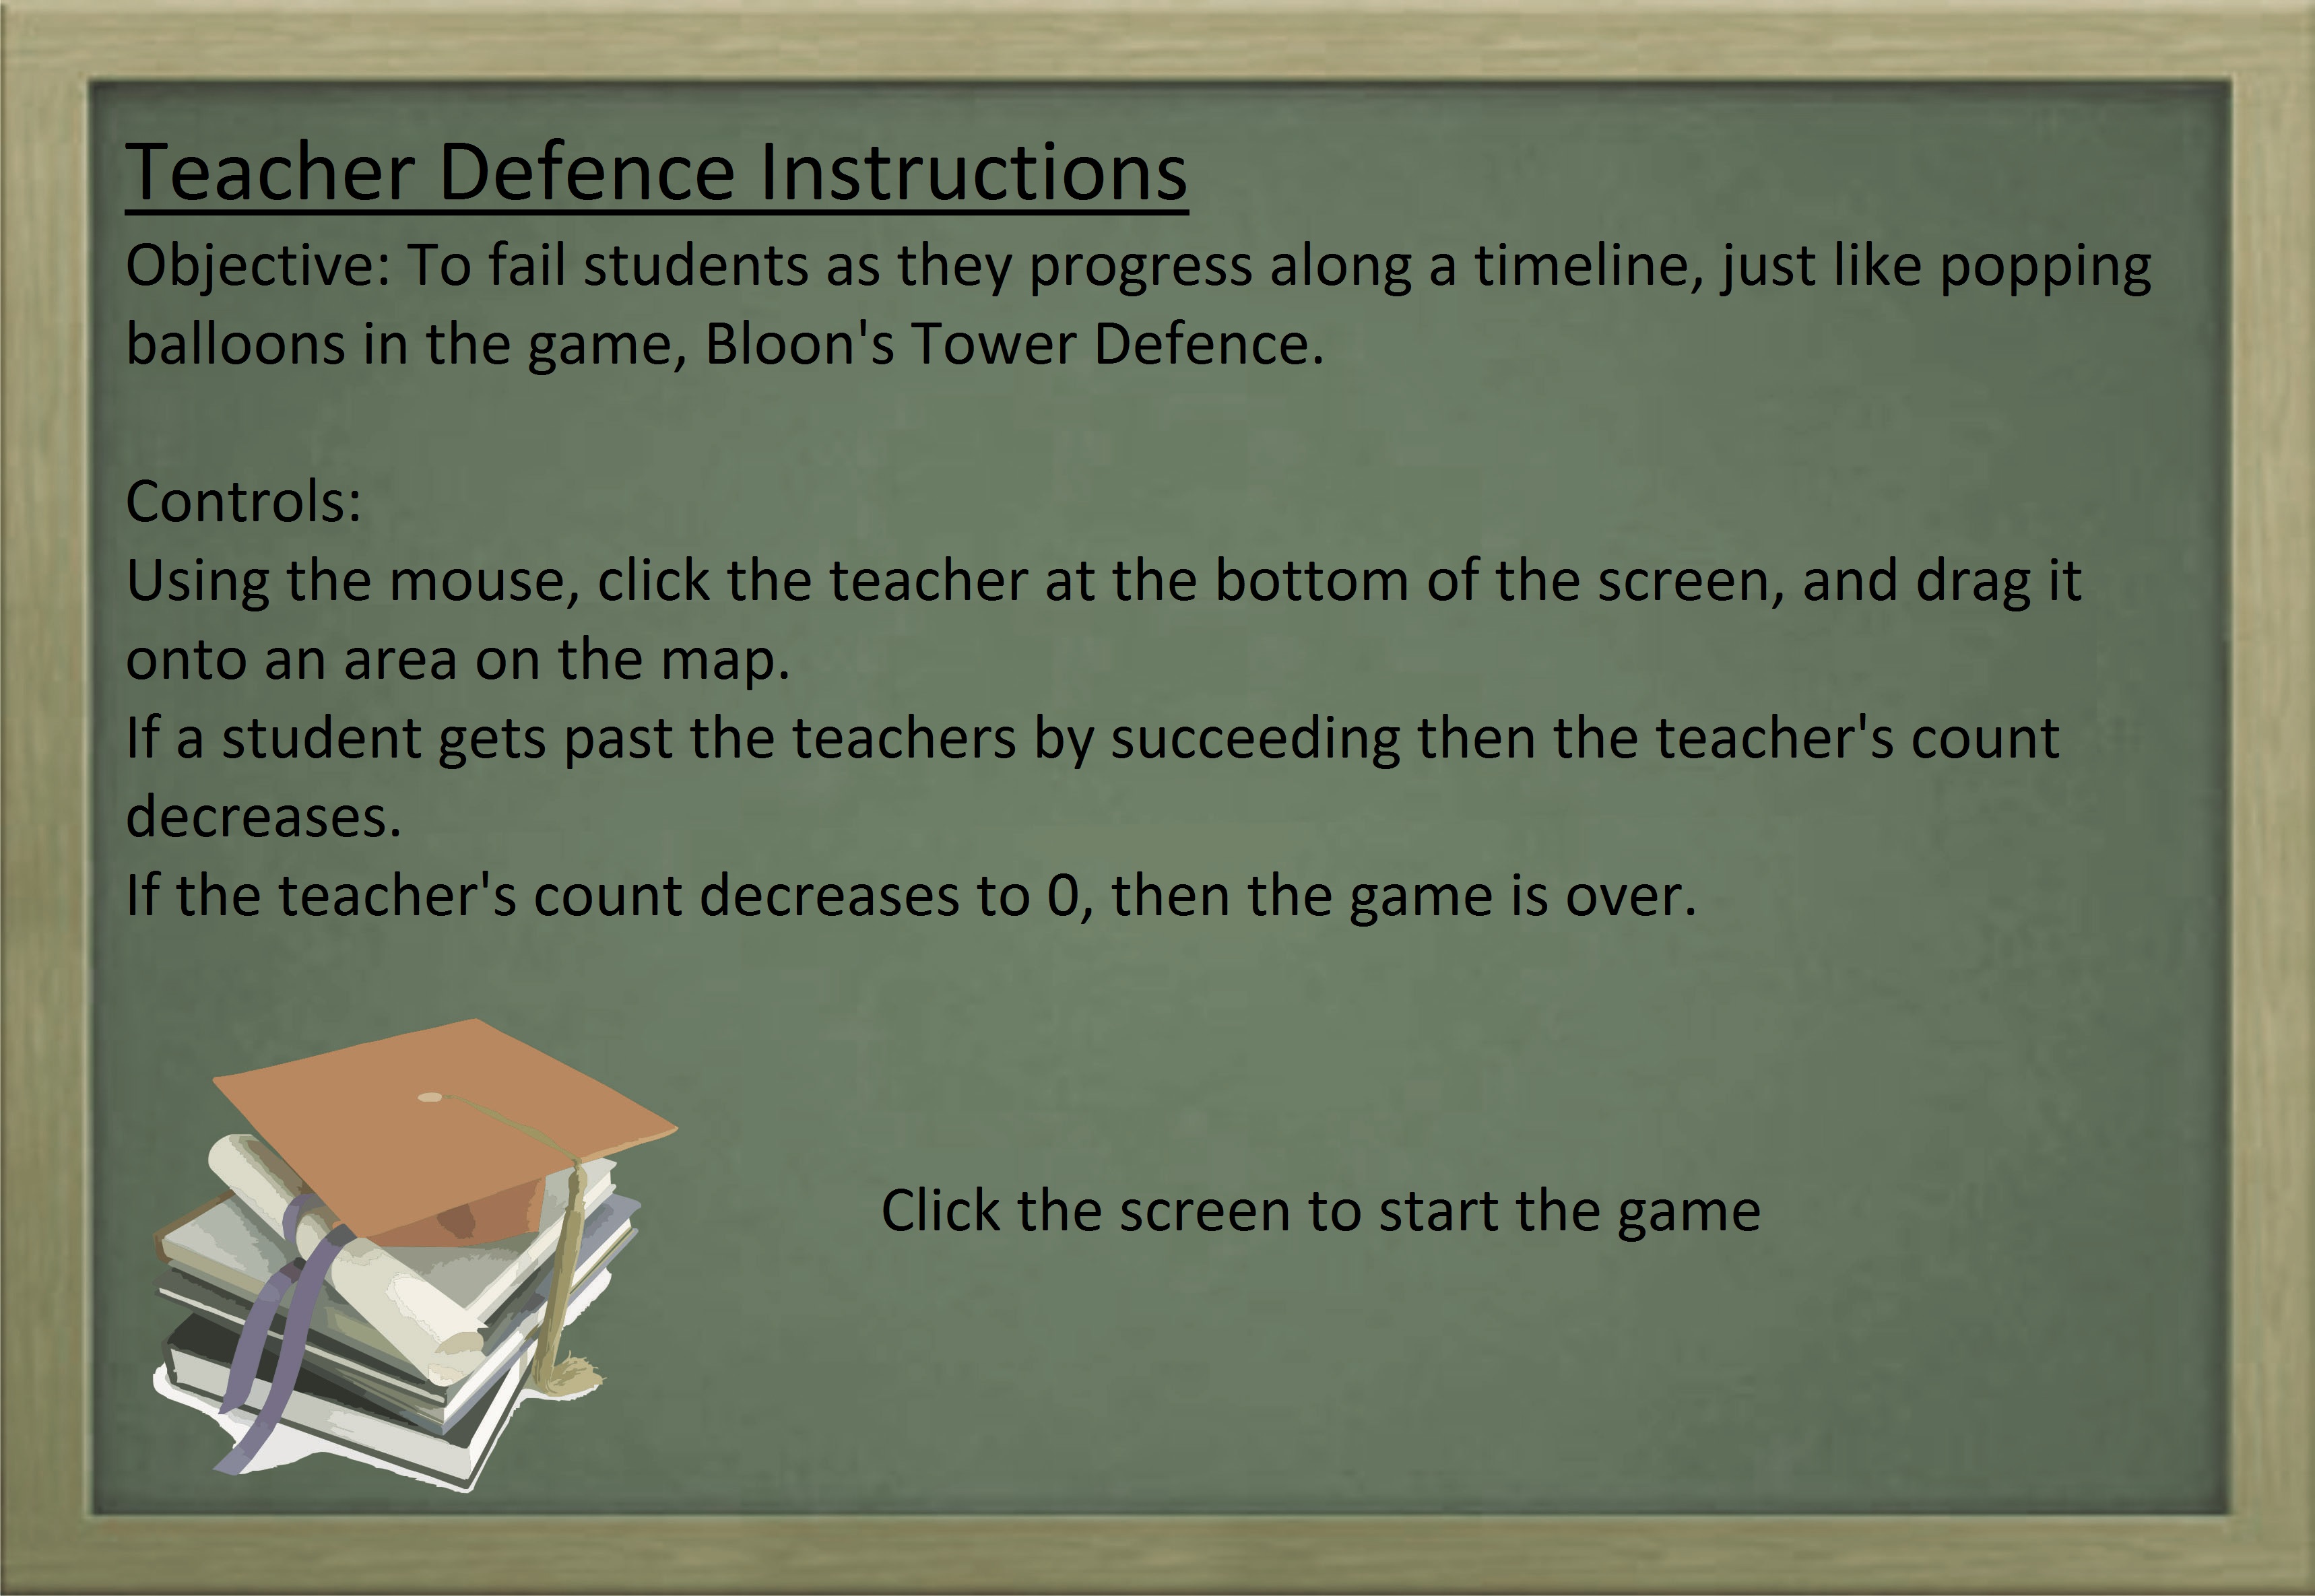 Teacher Defence Instructions
Objective: To fail students as they progress along a timeline, just like popping
balloons in the game, Bloon's Tower Defence.
Controls:
Using the mouse, click the teacher at the bottom of the screen, and drag it
onto an area on the map.
If a student gets past the teachers by succeeding then the teacher's count
decreases.
If the teacher's count decreases to 0, then the game is over.
Click the screen to start the game